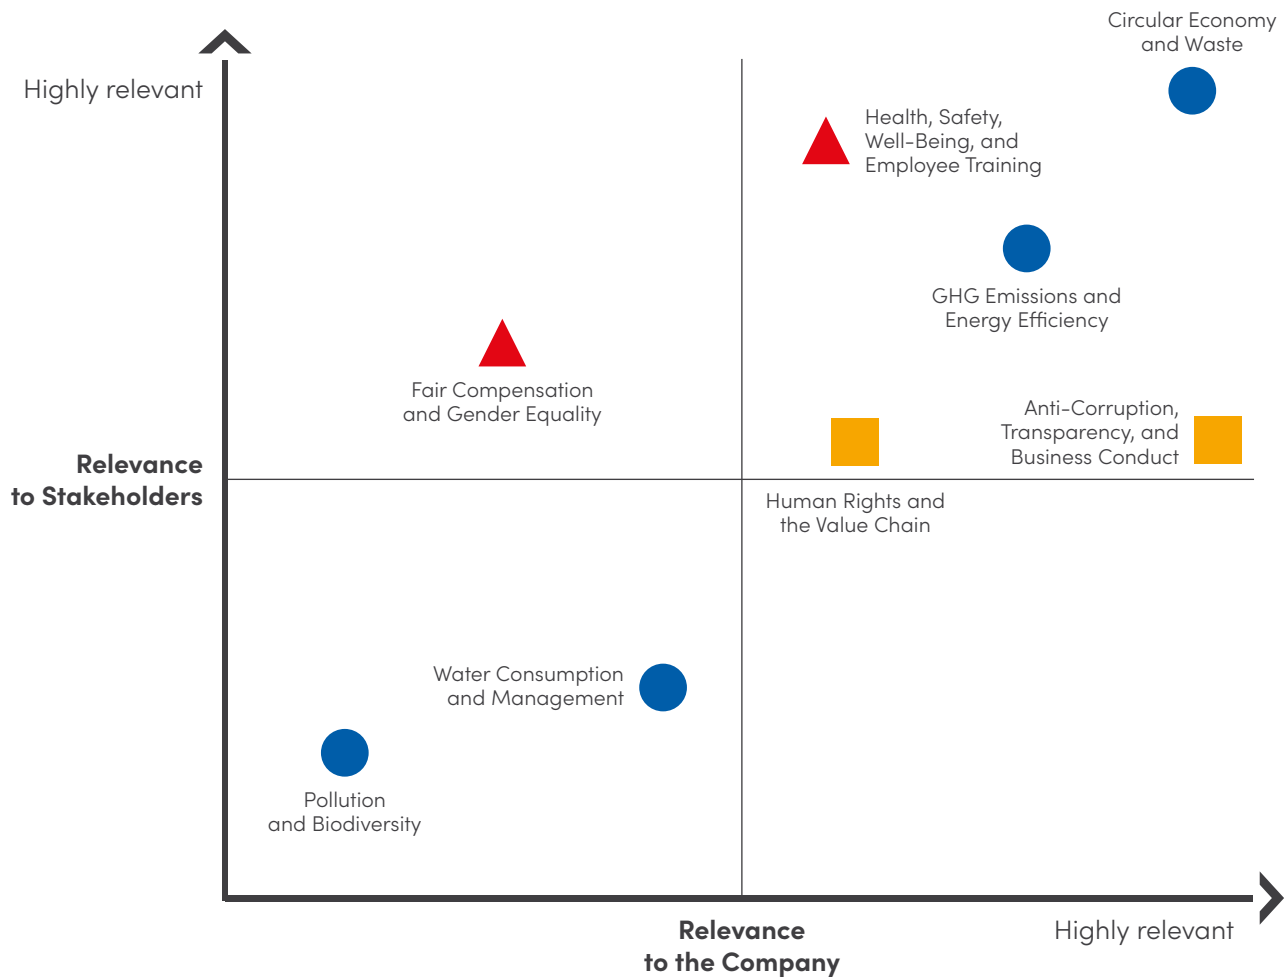 Circular Economy
and Waste
Highly relevant
Health, Safety,
Well-Being, and
Employee Training
GHG Emissions and
Energy Efficiency
Fair Compensation
and Gender Equality
Anti-Corruption,
Transparency, and
Business Conduct
Relevance
to Stakeholders
Human Rights and
the Value Chain
Water Consumption
and Management
Pollution
and Biodiversity
Relevance
to the Company
Highly relevant